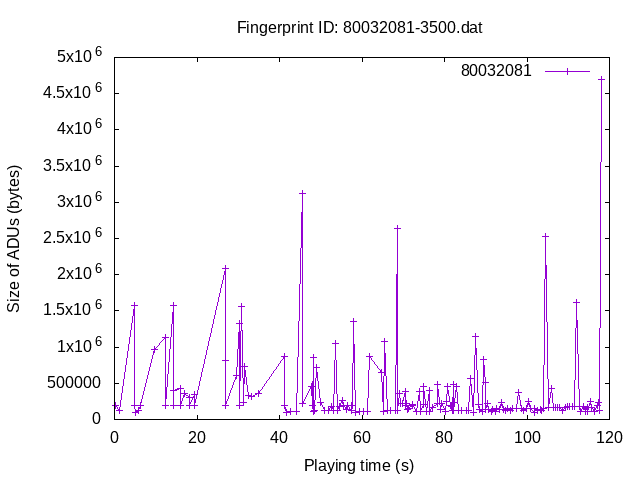 Fingerprint ID: 80032081-3500.dat
5x10^6
4.5x10^6
4x10^6
3.5x10^6
3x10^6
2.5x10^6
2x10^6
1.5x10^6
1x10^6
500000
0
Size of ADUs (bytes)
80032081
0 20 40 60 80 100 120
Playing time (s)